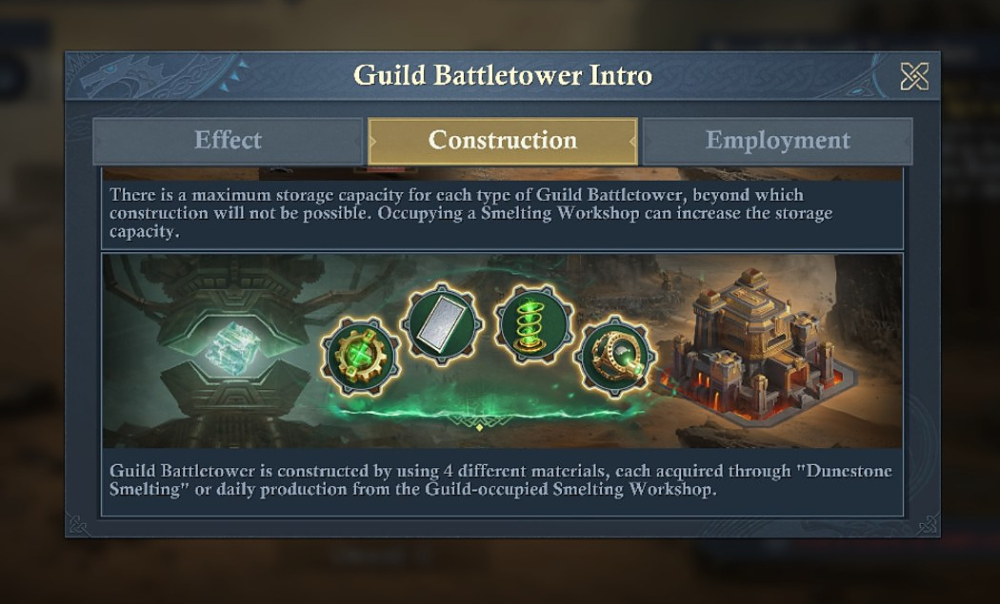 Guild Battletower Intro
Effect
Construction
Employment
There is a maximum storage capacity for each type of Guild Battletower, beyond which
construction will not be possible. Occupying a Smelting Workshop can increase the storage
capacity.
Guild Battletower is constructed by using 4 different materials, each acquired through "Dunestone
Smelting" or daily production from the Guild-occupied Smelting Workshop.